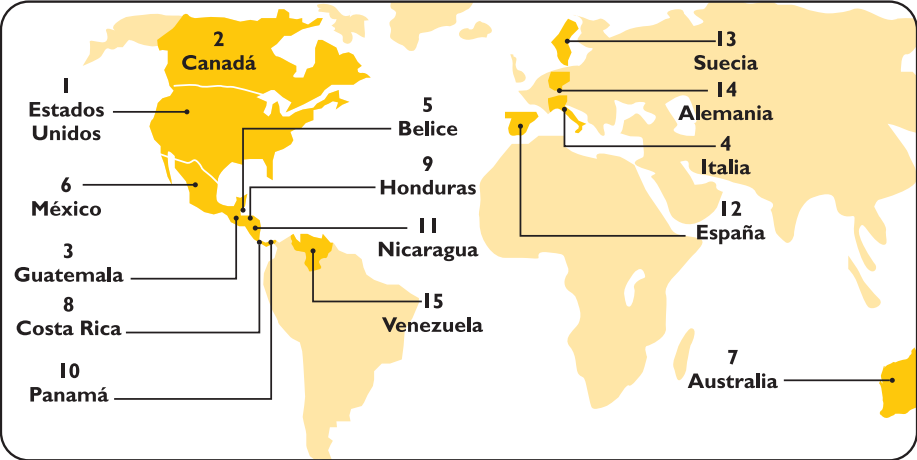 2
Canadá
1
Estados
Unidos
5
Belice
6
México
9
Honduras
11
Nicaragua
3
Guatemala
8
Costa Rica
15
Venezuela
10
Panamá
13
Suecia
14
Alemania
4
Italia
12
España
7
Australia